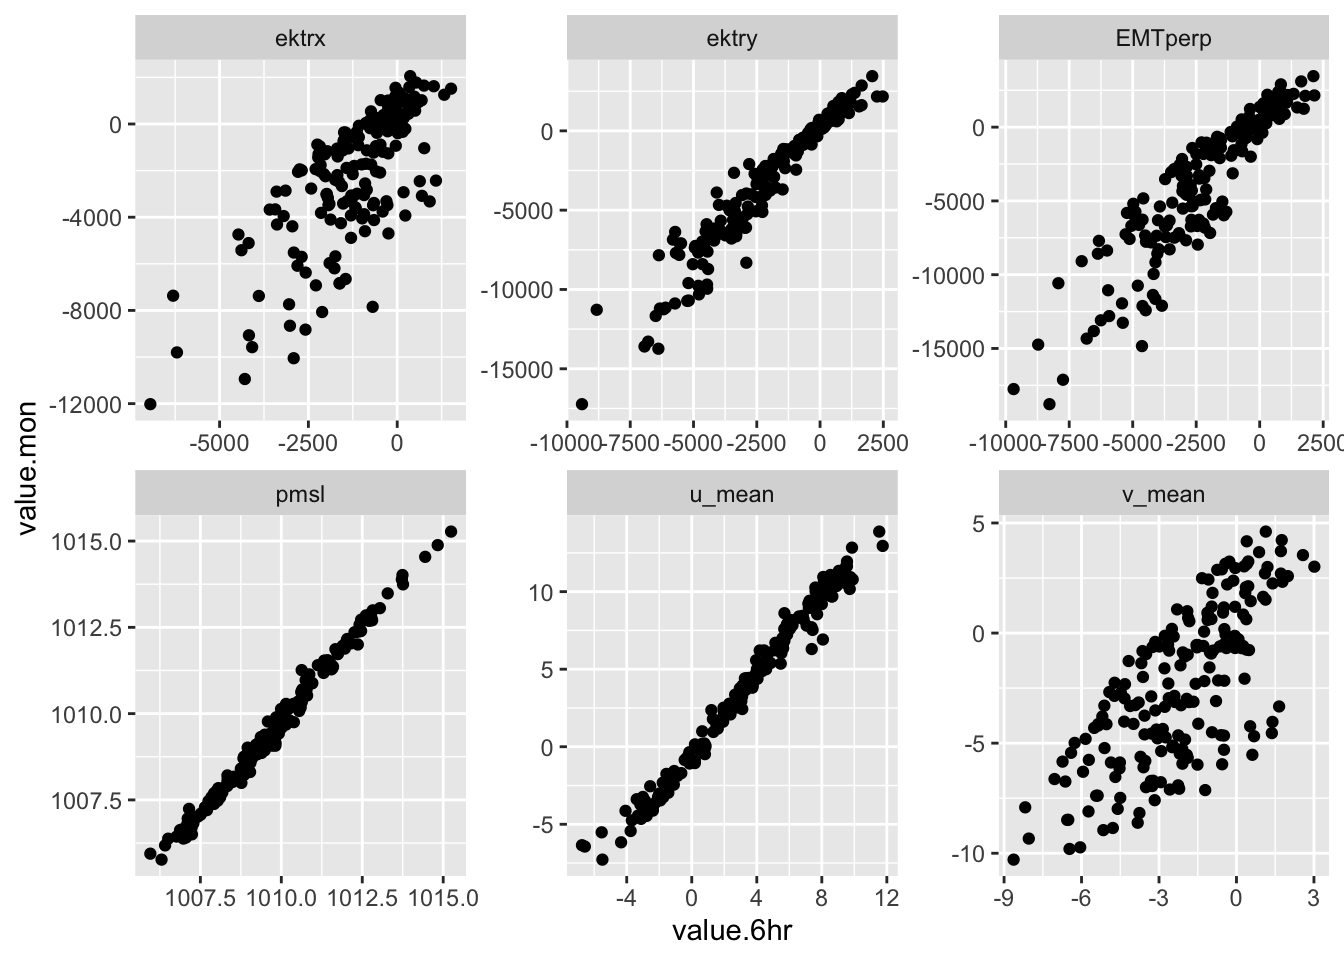 ektrx ektry EMTperp
0
-4000
-8000
-12000
0
-5000
-10000
-15000
0
-5000
-10000
-15000
-5000 -2500 0
-10000 -7500 -5000 -2500 0 2500
-10000 -7500 -5000 -2500 0 2500
pmsl u_mean v_mean
1015.0
1012.5
1010.0
1007.5
10
5
0
-5
5
0
-5
-10
1007.5 1010.0 1012.5 1015.0
-4 0 4 8 12
-9 -6 -3 0 3
value.mon
value.6hr